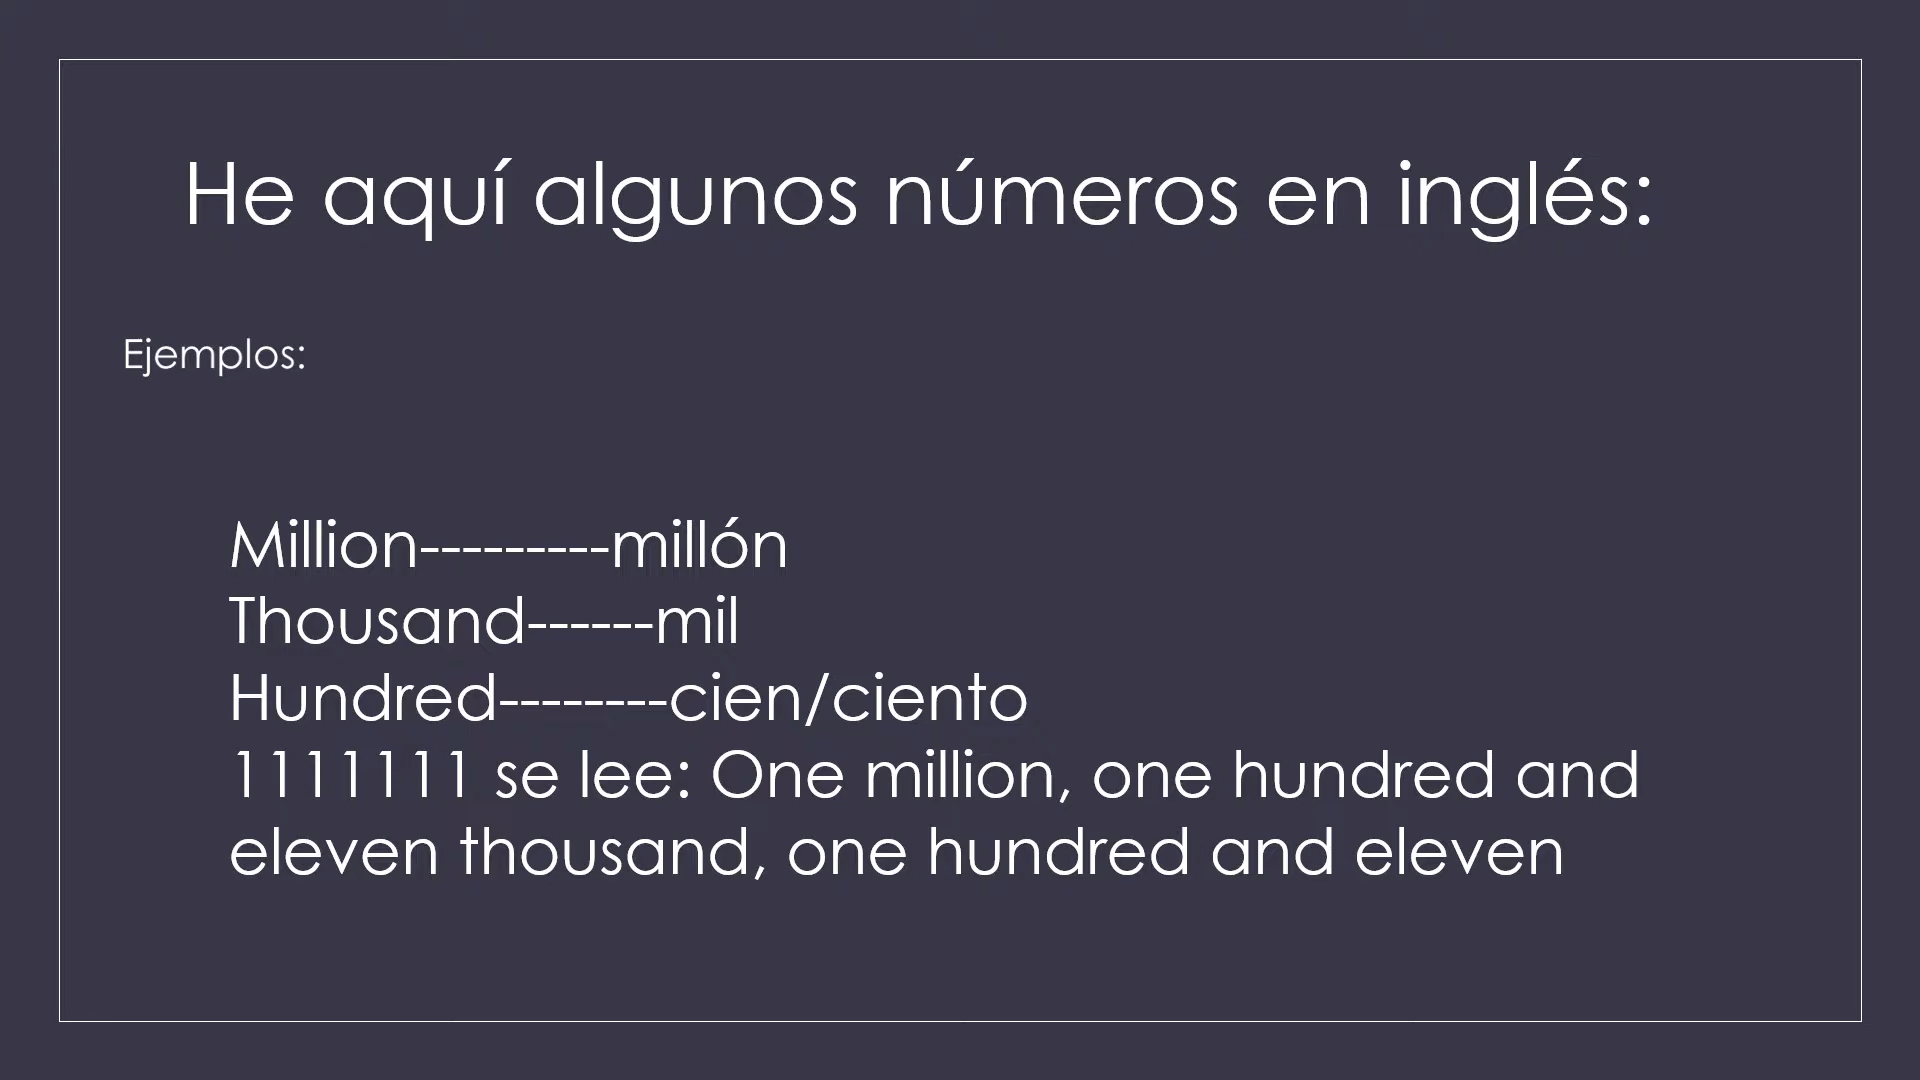 He aquí algunos números en inglés:
Ejemplos:
Million---------millón
Thousand------mil
Hundred--------cien/ciento
1111111 se lee: One million, one hundred and
eleven thousand, one hundred and eleven